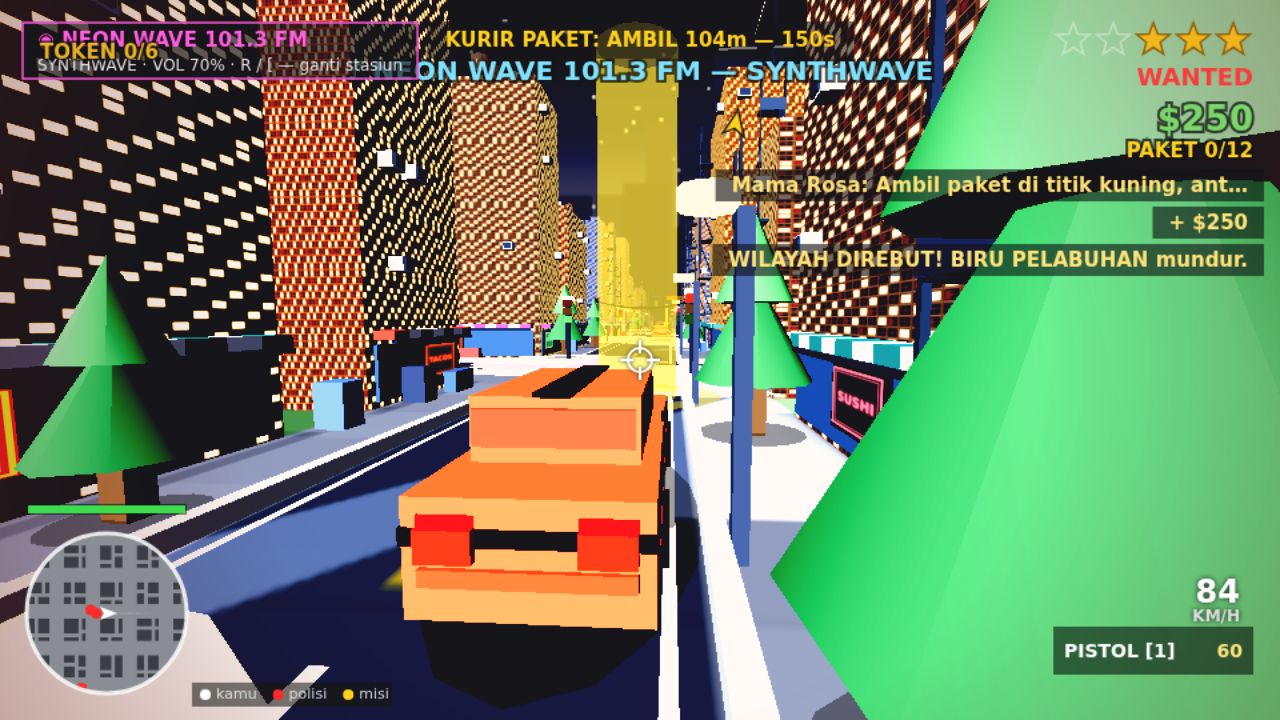 NEON WAVE 101.3 FM
TOKEN 0/6
SYNTHWAVE · VOL 70% · R / [ — ganti stasiun
KURIR PAKET: AMBIL 104m — 150s
NEON WAVE 101.3 FM — SYNTHWAVE
WANTED
$250
PAKET 0/12
Mama Rosa: Ambil paket di titik kuning, ant...
+ $250
WILAYAH DIREBUT! BIRU PELABUHAN mundur.
TACOS
SUSHI
84
KM/H
PISTOL [1] 60
kamu polisi misi